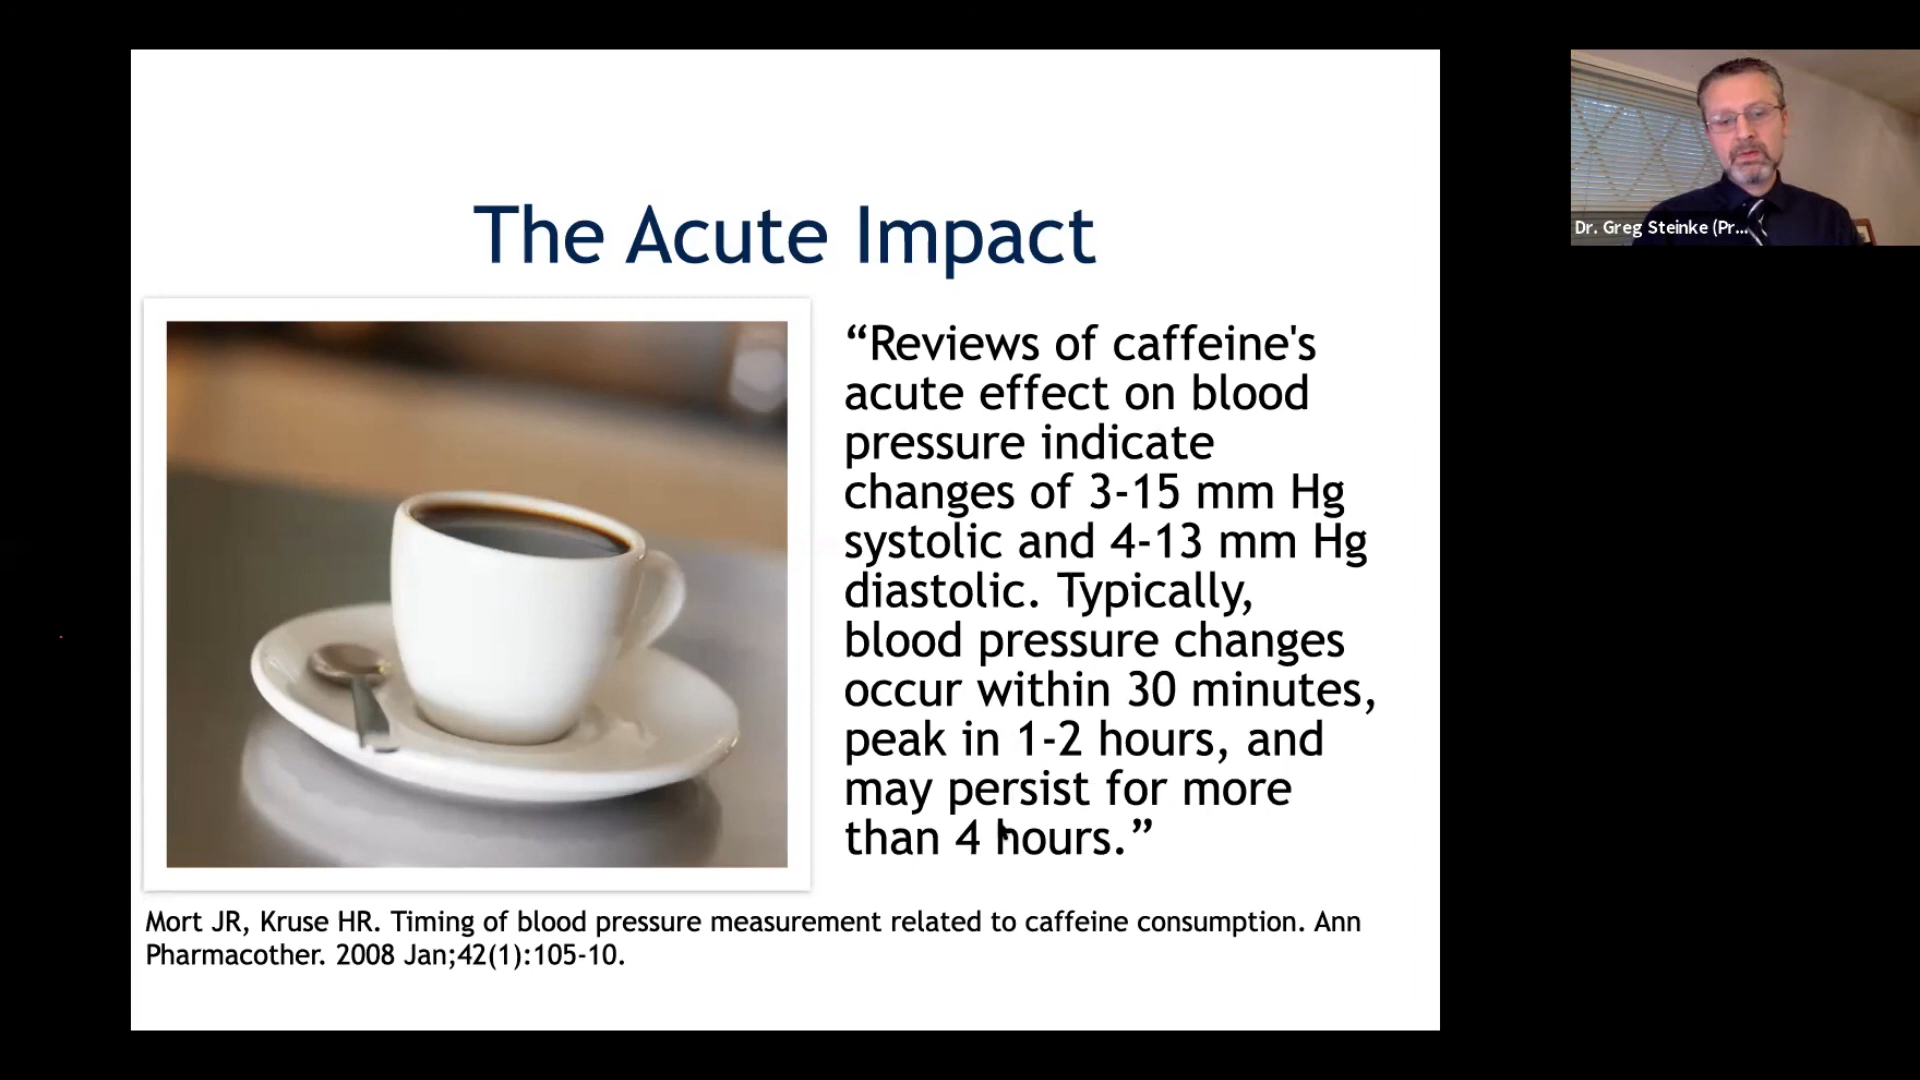 The Acute Impact
“Reviews of caffeine's
acute effect on blood
pressure indicate
changes of 3-15 mm Hg
systolic and 4-13 mm Hg
diastolic. Typically,
blood pressure changes
occur within 30 minutes,
peak in 1-2 hours, and
may persist for more
than 4 hours.”
Mort JR, Kruse HR. Timing of blood pressure measurement related to caffeine consumption. Ann
Pharmacother. 2008 Jan;42(1):105-10.
Dr. Greg Steinke (Pr...